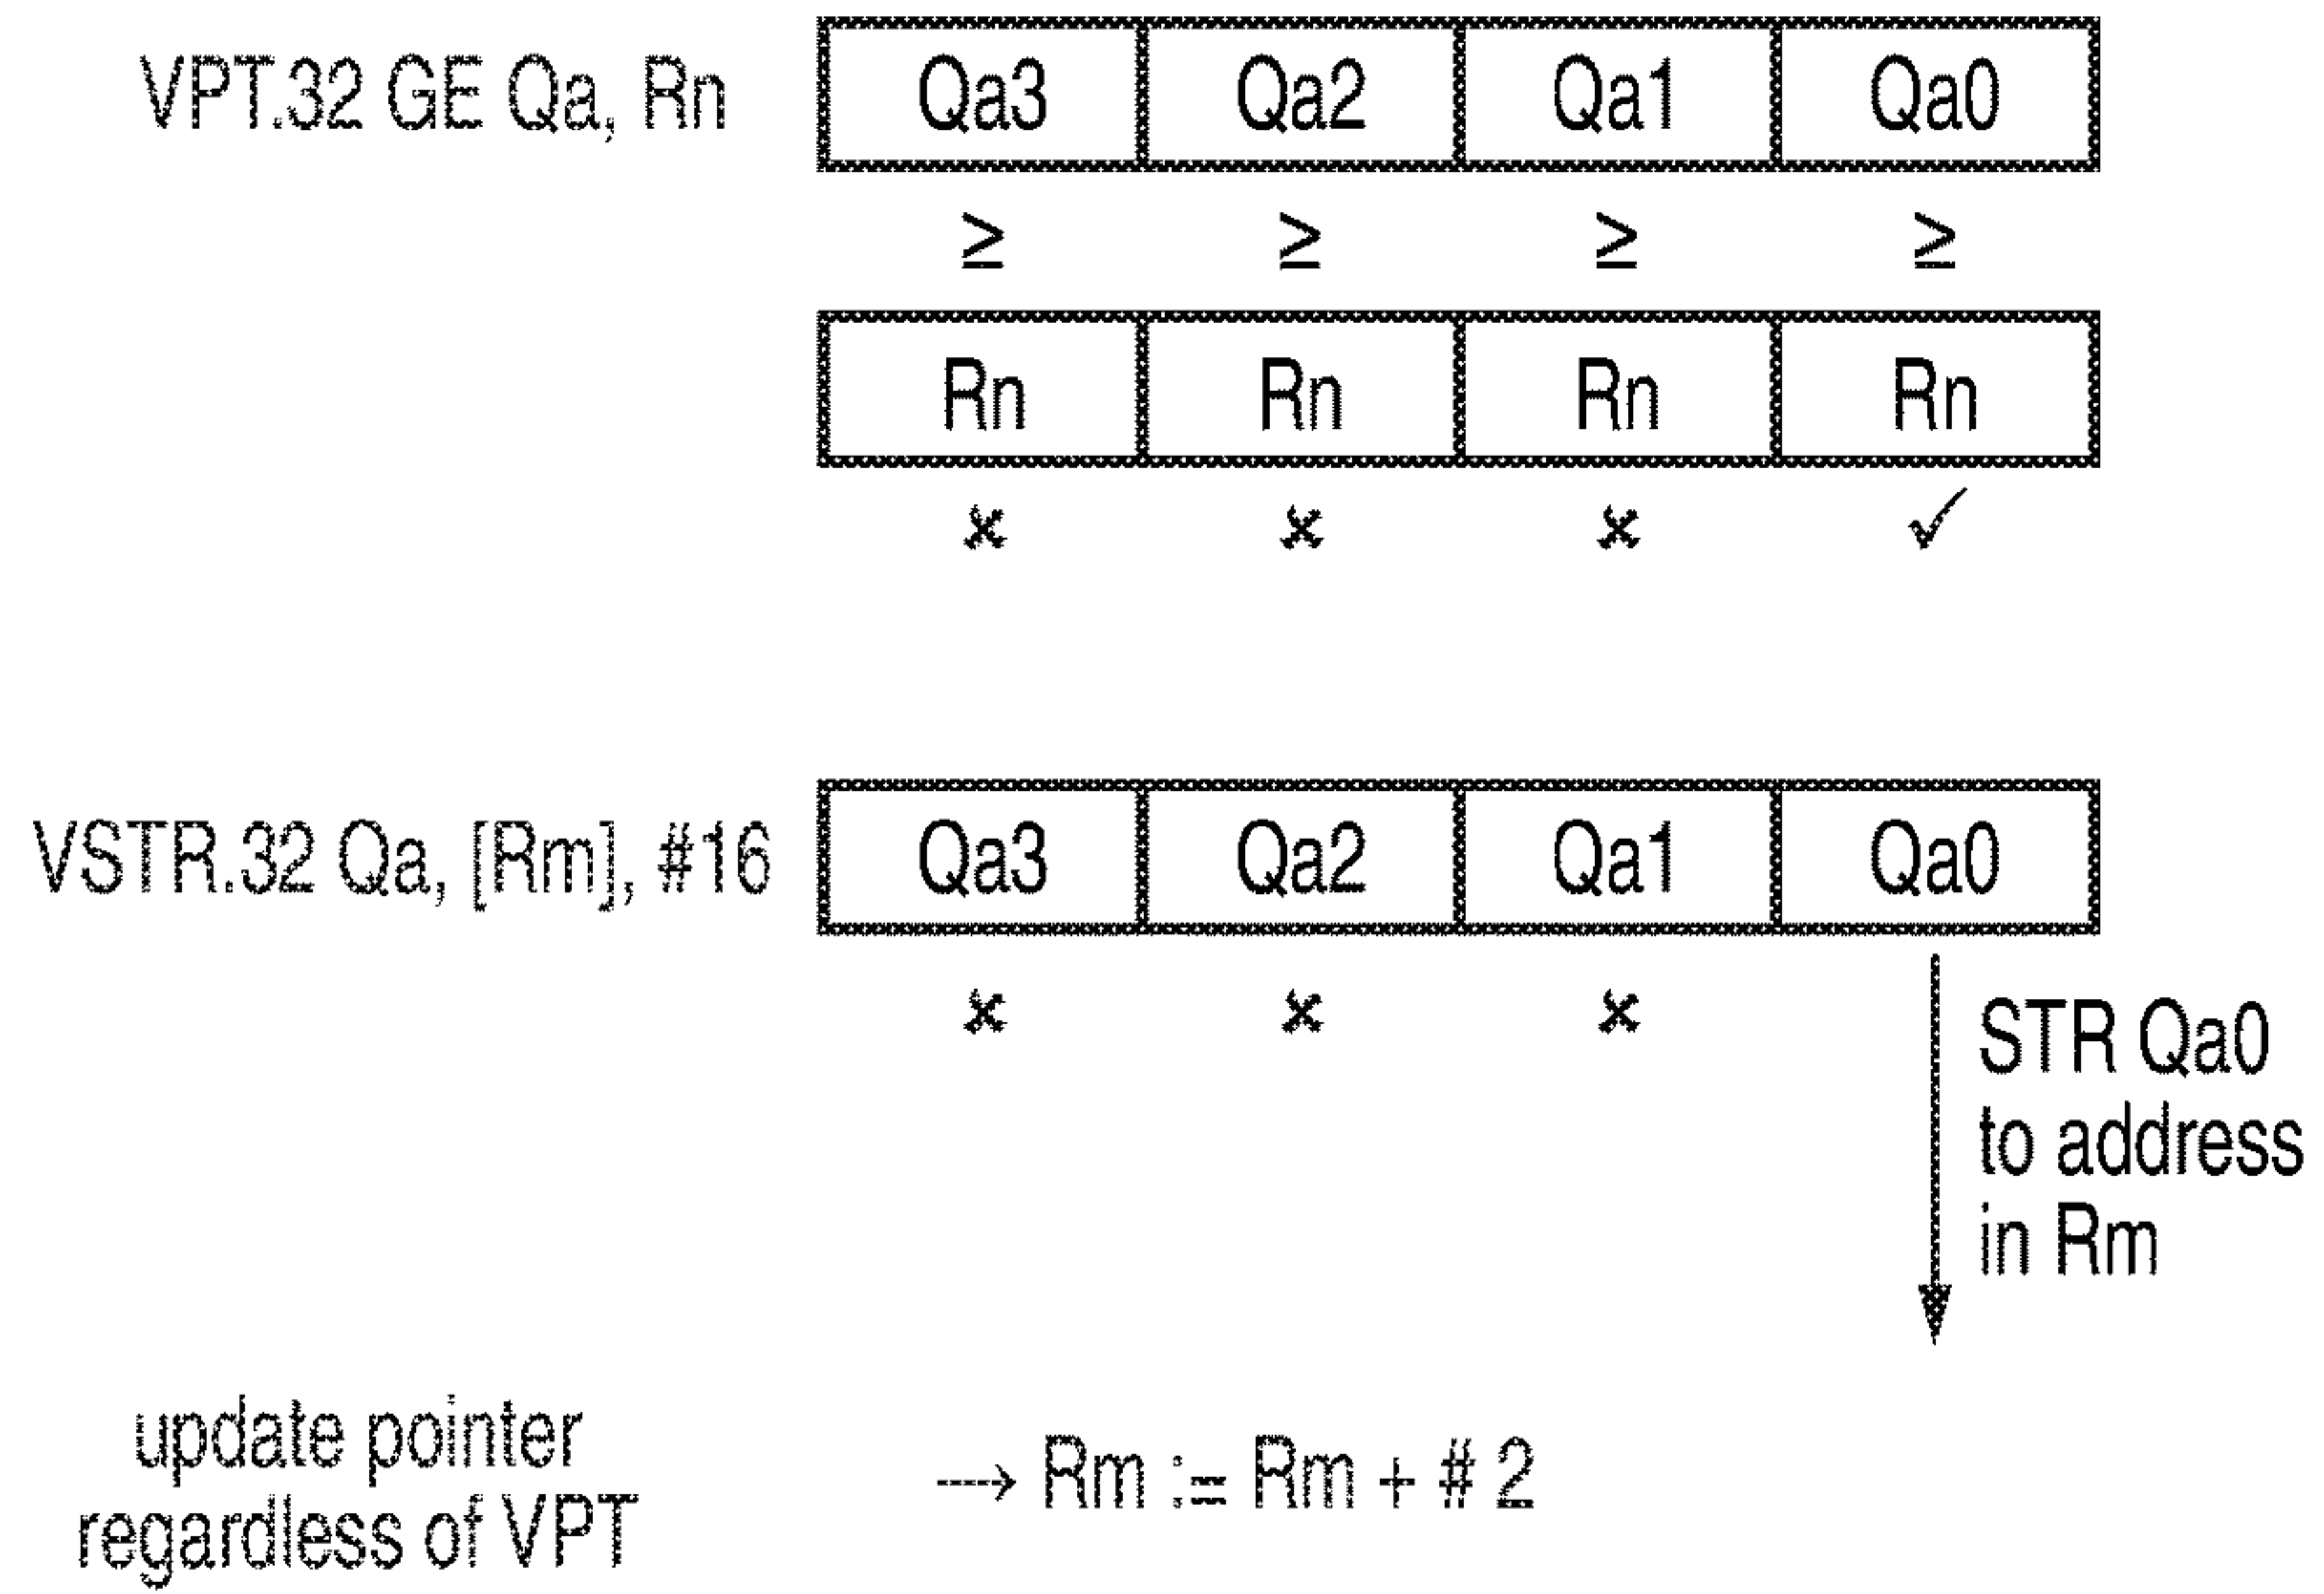 VPT.32 GE Qa, Rn
Qa3 Qa2 Qa1 Qa0
≥ ≥ ≥ ≥
Rn Rn Rn Rn
× × × ✓
VSTR.32 Qa, [Rm], #16
Qa3 Qa2 Qa1 Qa0
× × ×
STR Qa0
to address
in Rm
update pointer
regardless of VPT
→ Rm := Rm + # 2